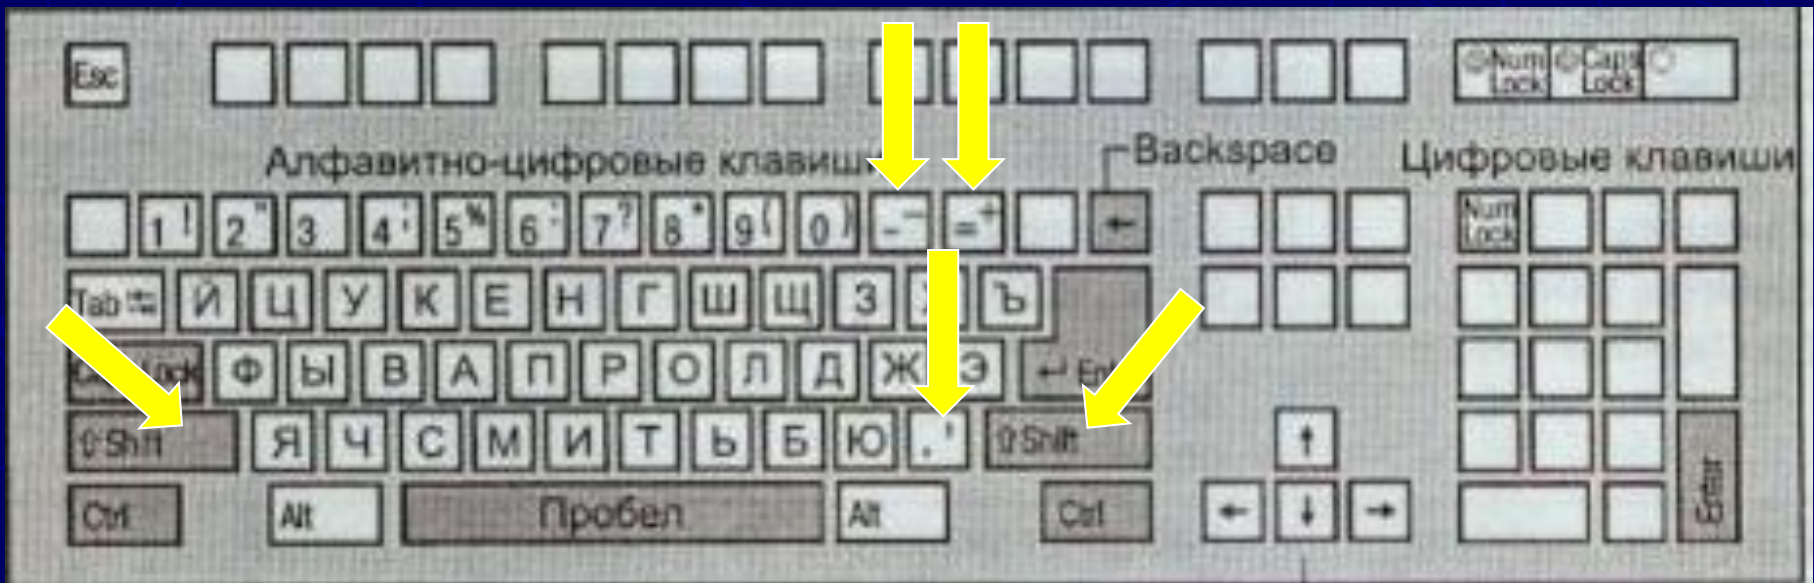 Esc Num Lock Caps Lock
Алфавитно-цифровые клавиши Backspace Цифровые клавиши
1 ! 2 " 3 4 ; 5 % 6 : 7 ? 8 * 9 ( 0 ) - _ = + ← Num Lock
Tab Й Ц У К Е Н Г Ш Щ З Ъ
Lock Ф Ы В А П Р О Л Д Ж Э ↵
⇧ Shift Я Ч С М И Т Ь Б Ю . ' ⇧ Shift ↑
Ctrl Alt Пробел Alt Ctrl ← ↓ → Enter